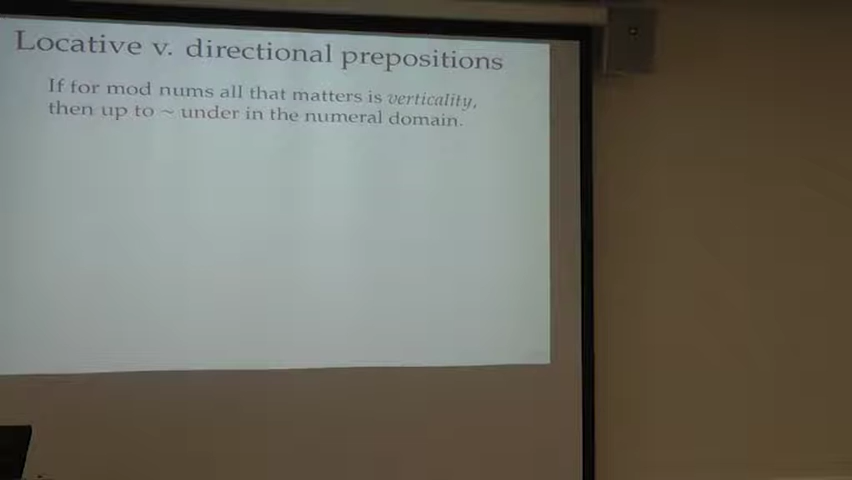 Locative v. directional prepositions
If for mod nums all that matters is verticality,
then up to ~ under in the numeral domain.